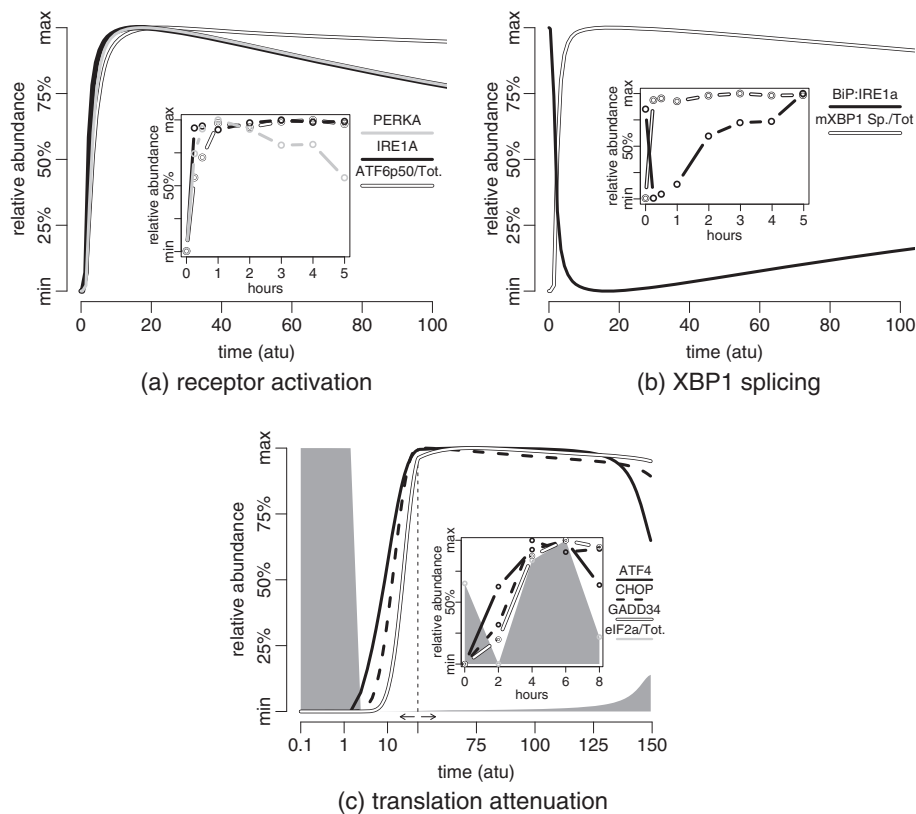 max
75%
50%
25%
min
relative abundance
max
50%
min
relative abundance
0 1 2 3 4 5
hours
PERKA
IRE1A
ATF6p50/Tot.
0 20 40 60 80 100
time (atu)
(a) receptor activation
max
75%
50%
25%
min
relative abundance
max
50%
min
relative abundance
0 1 2 3 4 5
hours
BiP:IRE1a
mXBP1 Sp./Tot
0 20 40 60 80 100
time (atu)
(b) XBP1 splicing
max
75%
50%
25%
min
relative abundance
max
50%
min
relative abundance
0 2 4 6 8
hours
ATF4
CHOP
GADD34
eIF2a/Tot.
0.1 1 10 75 100 125 150
time (atu)
(c) translation attenuation